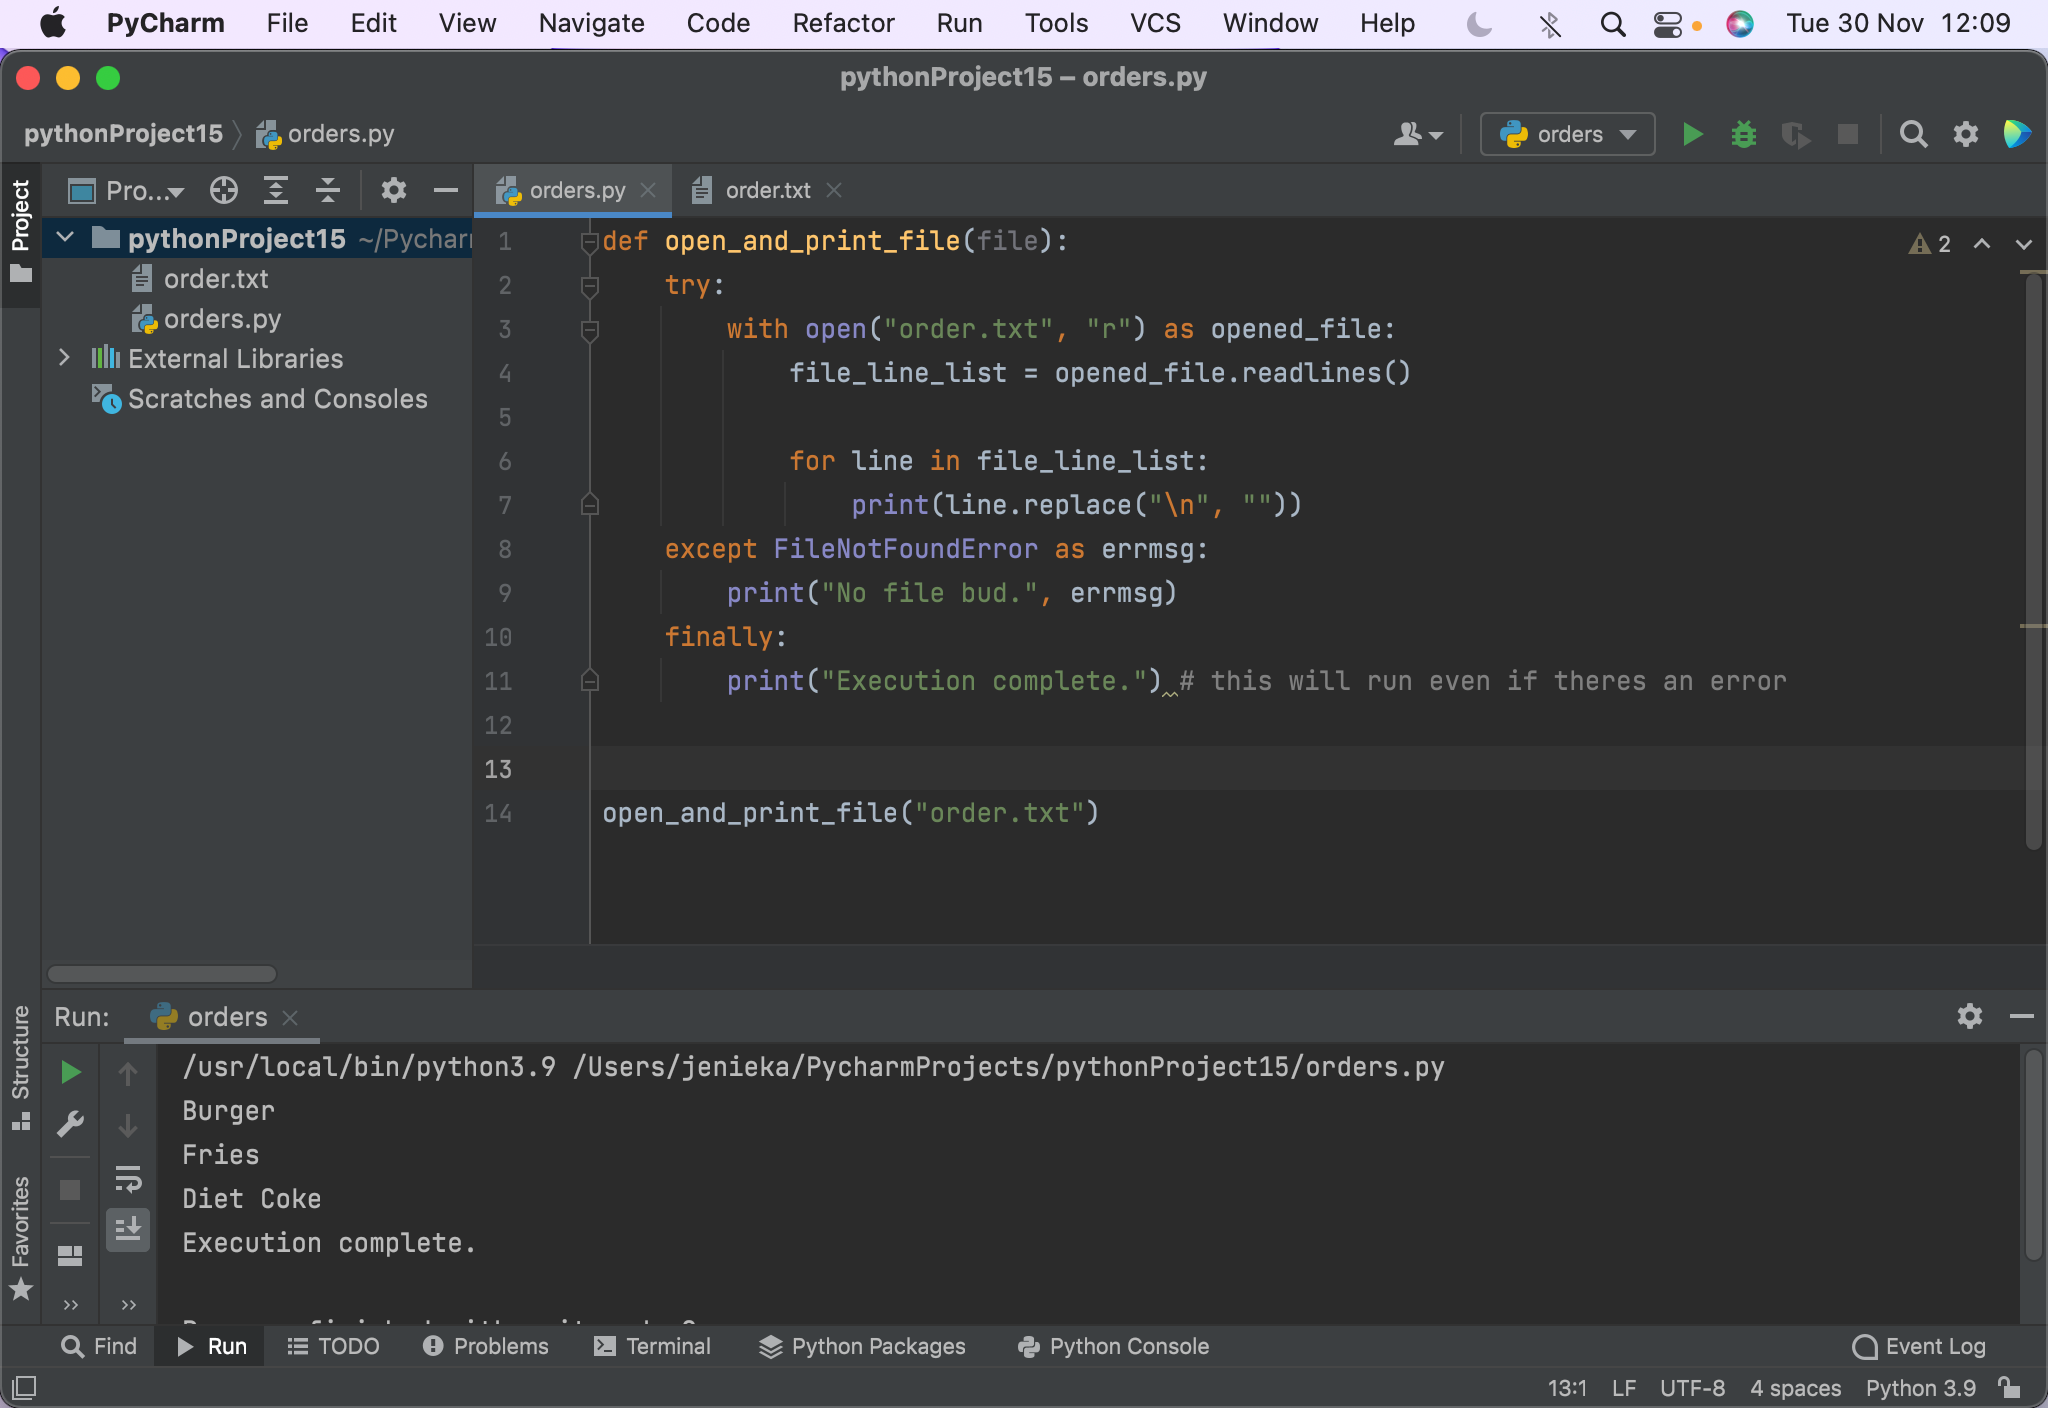 PyCharm File Edit View Navigate Code Refactor Run Tools VCS Window Help Tue 30 Nov 12:09
pythonProject15 – orders.py
pythonProject15 orders.py
orders
Project
Pro...
orders.py
order.txt
pythonProject15 ~/Pychar
order.txt
orders.py
External Libraries
Scratches and Consoles
2
1 def open_and_print_file(file):
2 try:
3 with open("order.txt", "r") as opened_file:
4 file_line_list = opened_file.readlines()
5
6 for line in file_line_list:
7 print(line.replace("\n", ""))
8 except FileNotFoundError as errmsg:
9 print("No file bud.", errmsg)
10 finally:
11 print("Execution complete.") # this will run even if theres an error
12
13
14 open_and_print_file("order.txt")
Structure
Favorites
Run: orders
/usr/local/bin/python3.9 /Users/jenieka/PycharmProjects/pythonProject15/orders.py
Burger
Fries
Diet Coke
Execution complete.
Find Run TODO Problems Terminal Python Packages Python Console Event Log
13:1 LF UTF-8 4 spaces Python 3.9